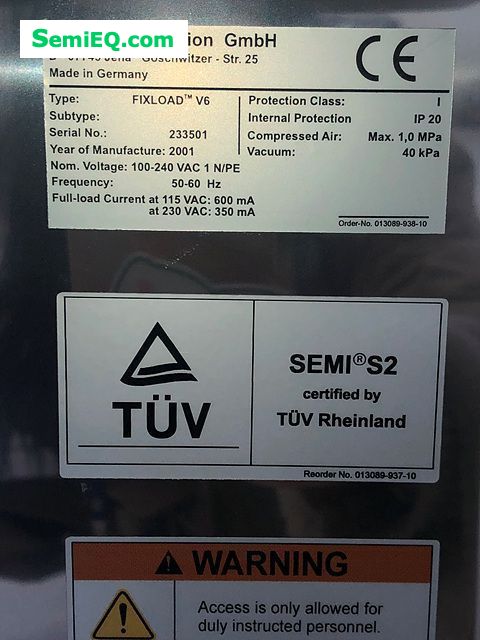 SemiEQ.com
GmbH
Str. 25
Made in Germany
CE
Type: FIXLOAD™ V6
Subtype:
Serial No.: 233501
Year of Manufacture: 2001
Nom. Voltage: 100-240 VAC 1 N/PE
Frequency: 50-60 Hz
Full-load Current at 115 VAC: 600 mA
at 230 VAC: 350 mA
Protection Class: I
Internal Protection IP 20
Compressed Air: Max. 1,0 MPa
Vacuum: 40 kPa
Order-No. 013089-938-10
TÜV
SEMI®S2
certified by
TÜV Rheinland
Reorder No. 013089-937-10
WARNING
Access is only allowed for
duly instructed personnel.